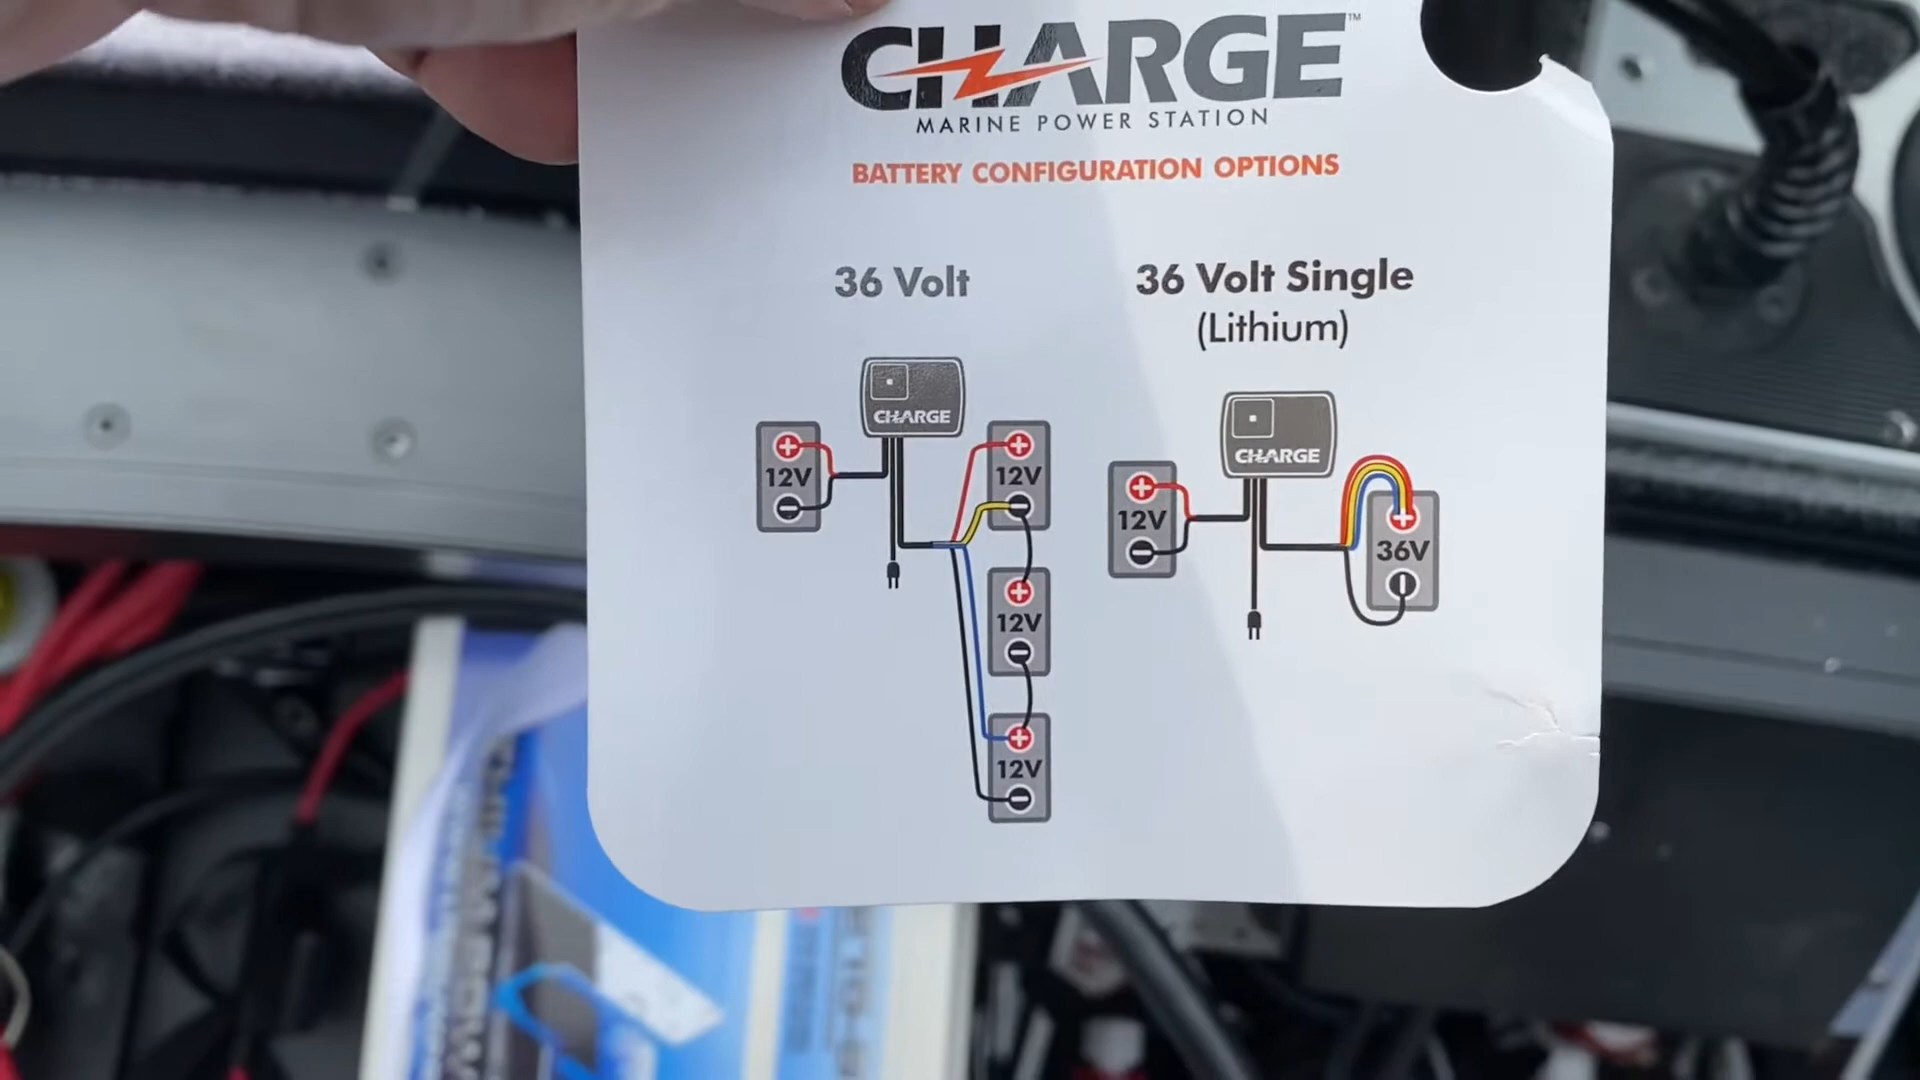 CHARGE™
MARINE POWER STATION
BATTERY CONFIGURATION OPTIONS
36 Volt
CHARGE
12V
12V
12V
12V
36 Volt Single
(Lithium)
CHARGE
12V
36V